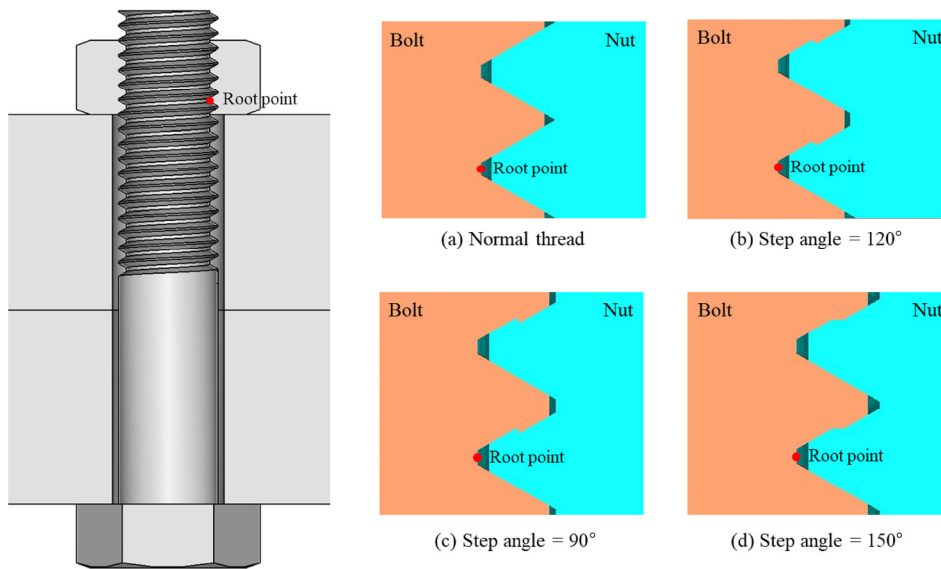 Root point
Bolt
Nut
Root point
(a) Normal thread
Bolt
Nut
Root point
(b) Step angle = 120°
Bolt
Nut
Root point
(c) Step angle = 90°
Bolt
Nut
Root point
(d) Step angle = 150°